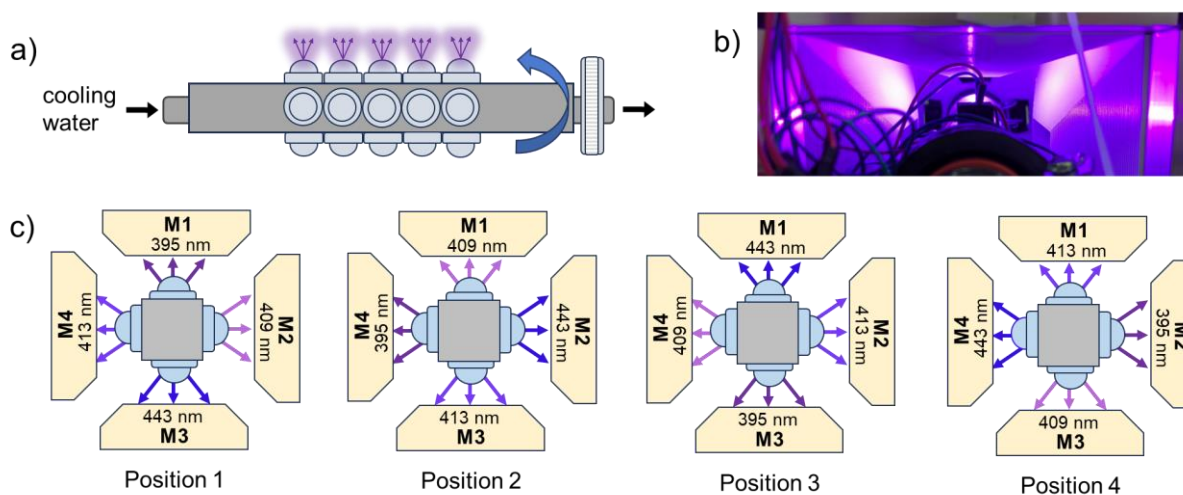 a)
cooling
water
b)
c)
M1
395 nm
M2
409 nm
443 nm
M3
M4
413 nm
Position 1
M1
409 nm
M2
443 nm
413 nm
M3
M4
395 nm
Position 2
M1
443 nm
M2
413 nm
395 nm
M3
M4
409 nm
Position 3
M1
413 nm
M2
395 nm
409 nm
M3
M4
443 nm
Position 4